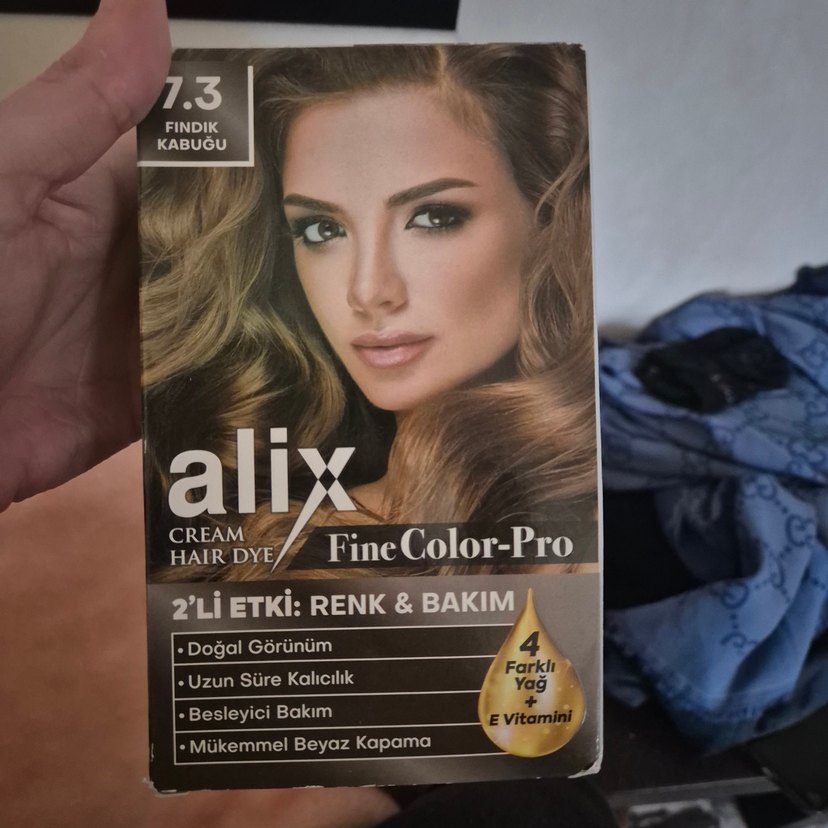 7.3
FINDIK
KABUĞU
alix
CREAM
HAIR DYE
Fine Color-Pro
2'Lİ ETKİ: RENK & BAKIM
• Doğal Görünüm
• Uzun Süre Kalıcılık
• Besleyici Bakım
• Mükemmel Beyaz Kapama
4
Farklı
Yağ
+
E Vitamini